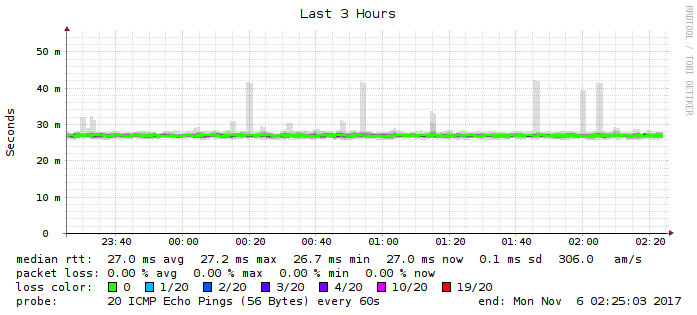 Last 3 Hours
RRDTOOL / TOBI OETIKER
Seconds
50 m
40 m
30 m
20 m
10 m
0
23:40 00:00 00:20 00:40 01:00 01:20 01:40 02:00 02:20
median rtt: 27.0 ms avg 27.2 ms max 26.7 ms min 27.0 ms now 0.1 ms sd 306.0 am/s
packet loss: 0.00 % avg 0.00 % max 0.00 % min 0.00 % now
loss color: 0 1/20 2/20 3/20 4/20 10/20 19/20
probe: 20 ICMP Echo Pings (56 Bytes) every 60s end: Mon Nov 6 02:25:03 2017